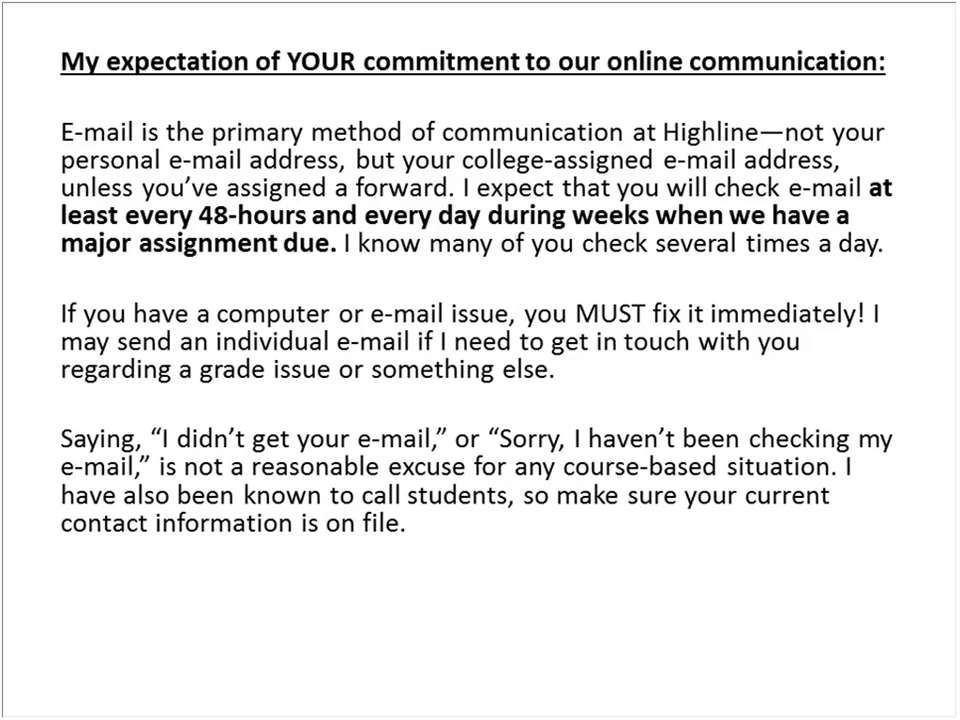 My expectation of YOUR commitment to our online communication:
E-mail is the primary method of communication at Highline—not your
personal e-mail address, but your college-assigned e-mail address,
unless you’ve assigned a forward. I expect that you will check e-mail at
least every 48-hours and every day during weeks when we have a
major assignment due. I know many of you check several times a day.
If you have a computer or e-mail issue, you MUST fix it immediately! I
may send an individual e-mail if I need to get in touch with you
regarding a grade issue or something else.
Saying, “I didn’t get your e-mail,” or “Sorry, I haven’t been checking my
e-mail,” is not a reasonable excuse for any course-based situation. I
have also been known to call students, so make sure your current
contact information is on file.